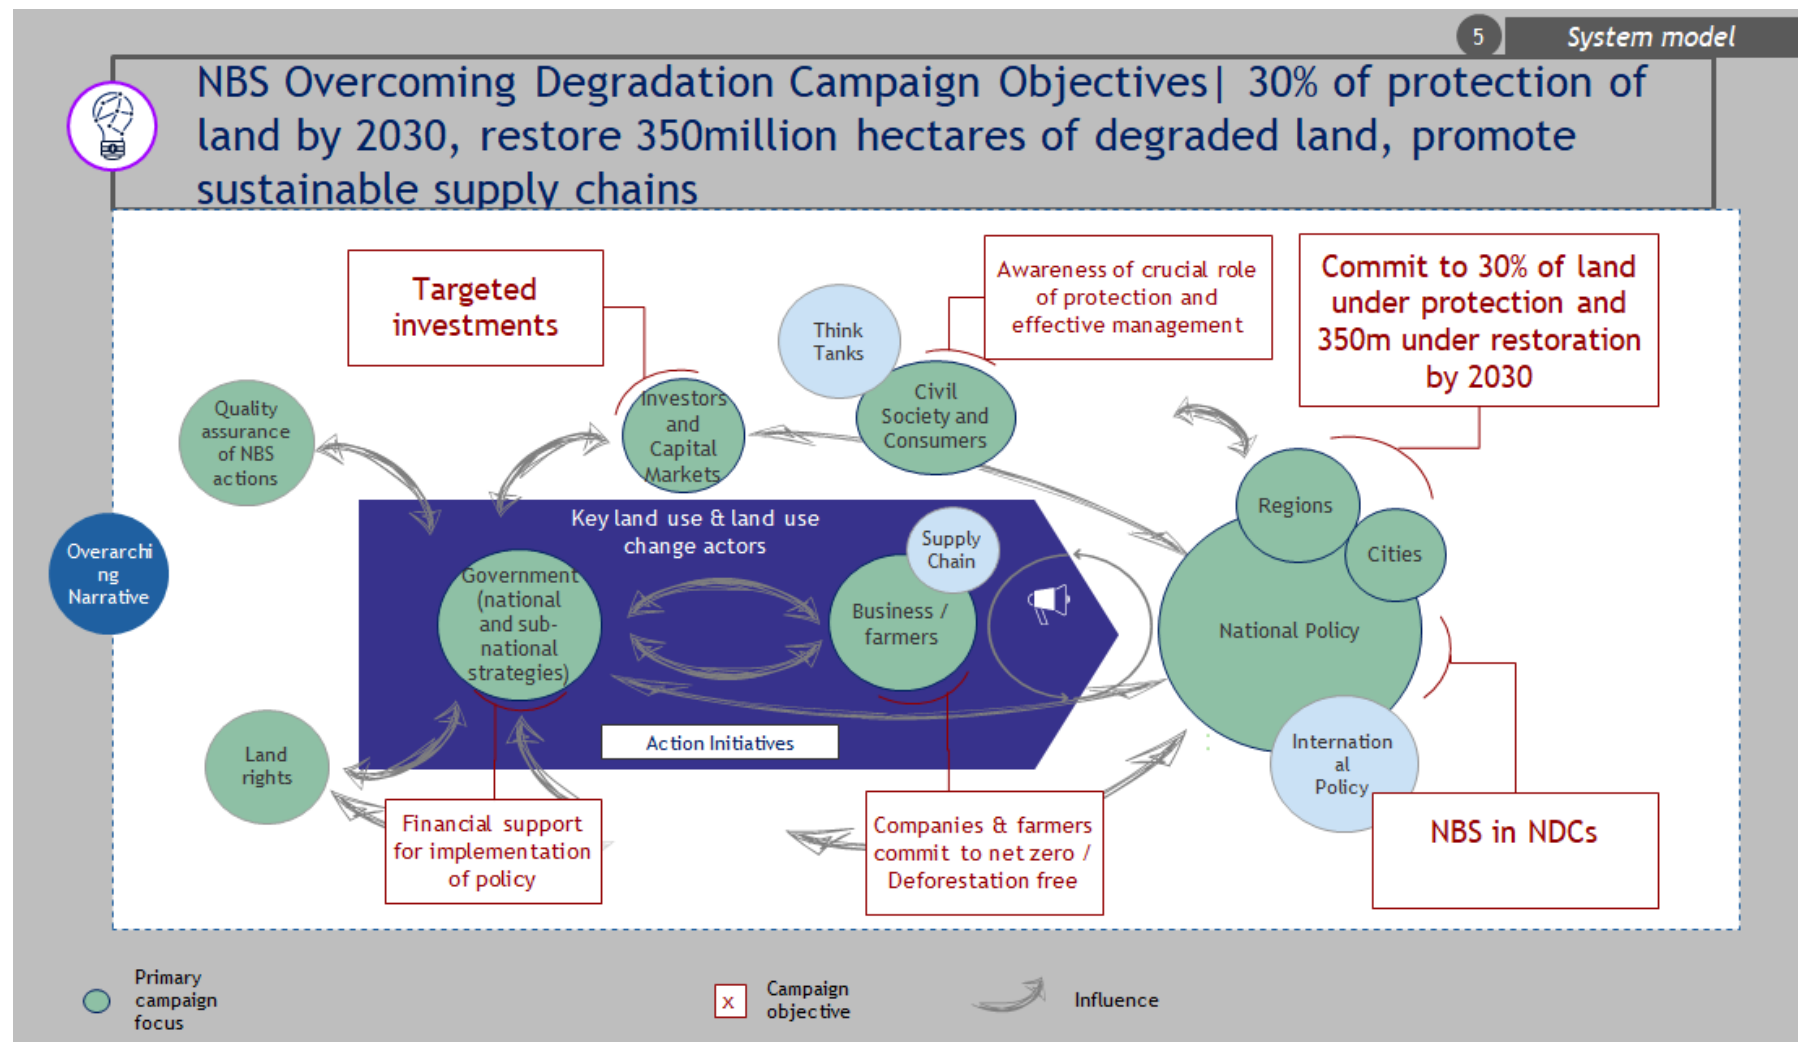 5
System model
NBS Overcoming Degradation Campaign Objectives| 30% of protection of
land by 2030, restore 350million hectares of degraded land, promote
sustainable supply chains
Targeted
investments
Awareness of crucial role
of protection and
effective management
Commit to 30% of land
under protection and
350m under restoration
by 2030
Think
Tanks
Civil
Society and
Consumers
Investors
and
Capital
Markets
Quality
assurance
of NBS
actions
Regions
Cities
Key land use & land use
change actors
Supply
Chain
Overarchi
ng
Narrative
Government
(national
and sub-
national
strategies)
Business /
farmers
National Policy
Action Initiatives
Land
rights
Internation
al
Policy
Financial support
for implementation
of policy
Companies & farmers
commit to net zero /
Deforestation free
NBS in NDCs
Primary
campaign
focus
x
Campaign
objective
Influence